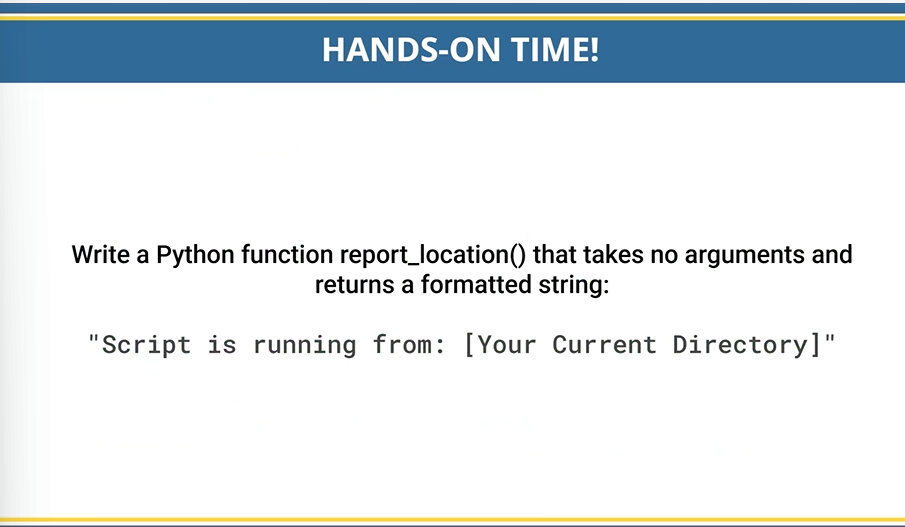 HANDS-ON TIME!
Write a Python function report_location() that takes no arguments and
returns a formatted string:
"Script is running from: [Your Current Directory]"